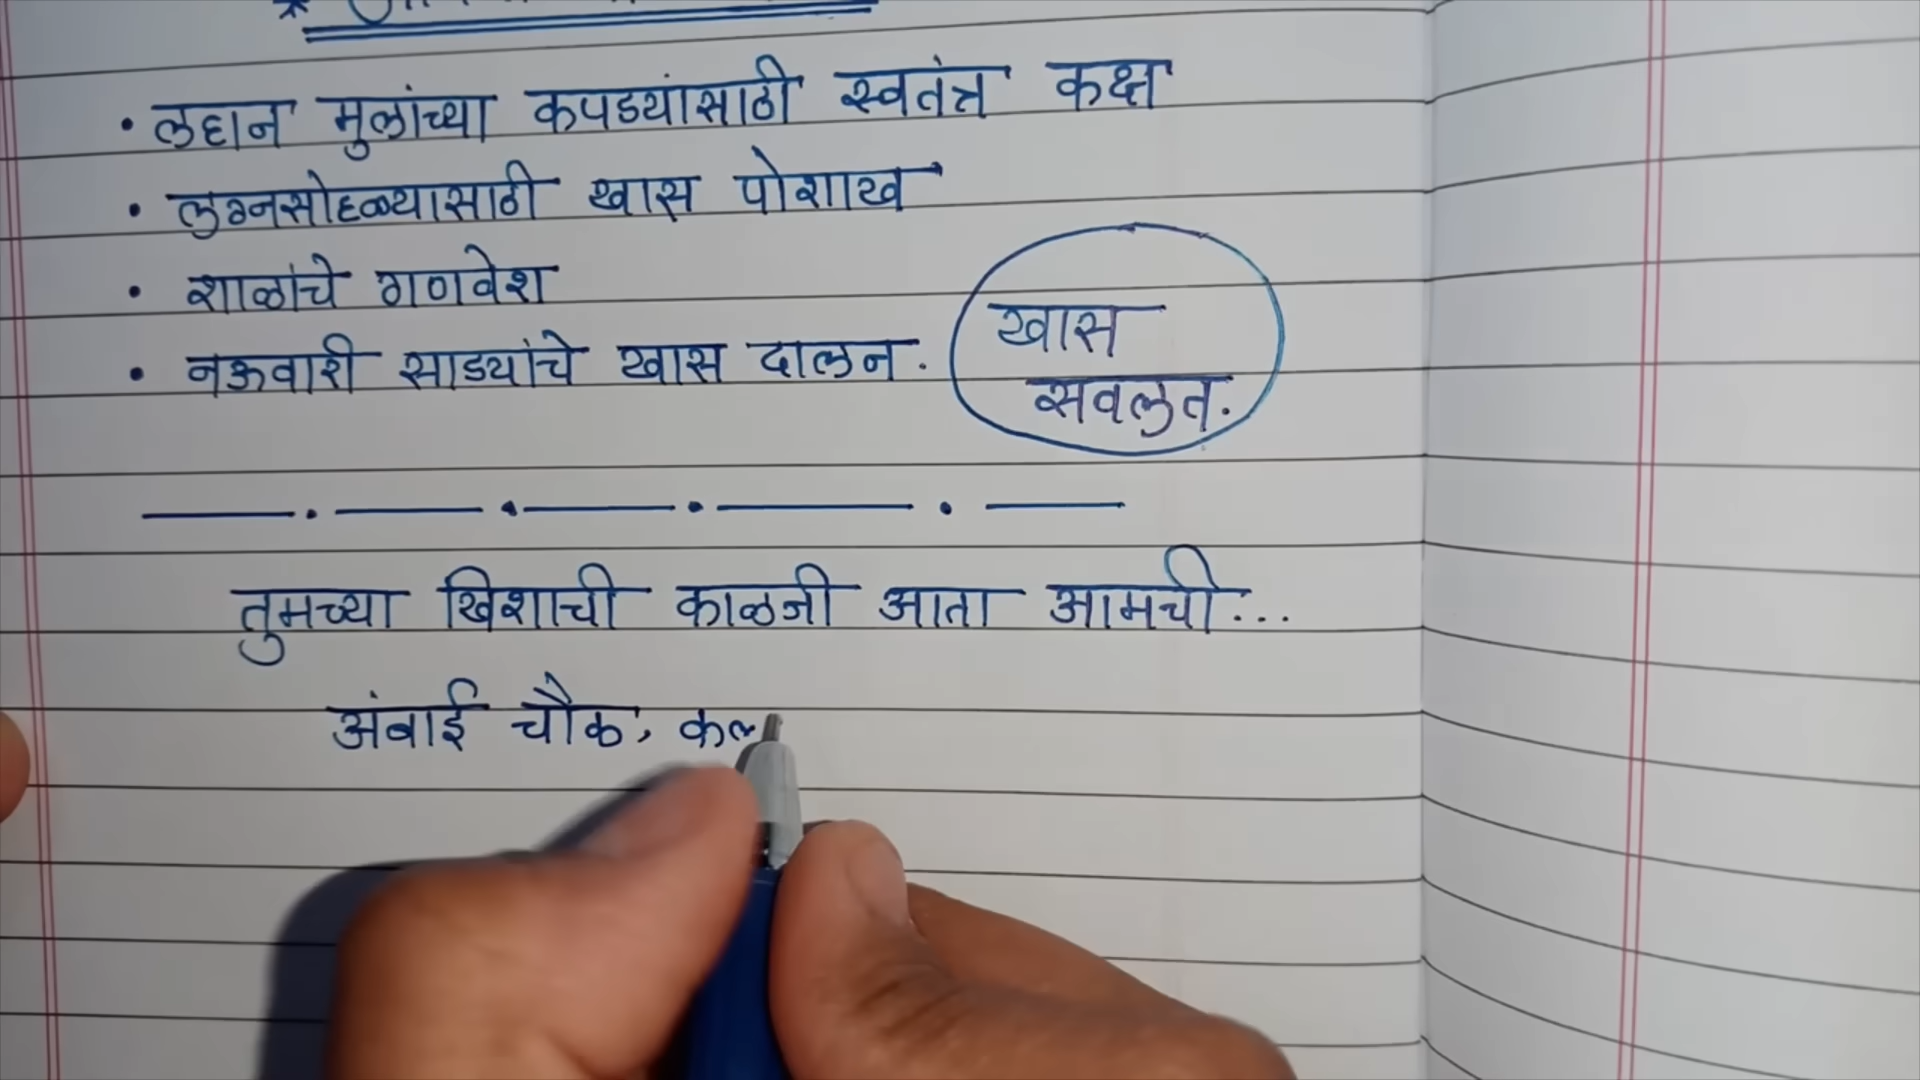 • लहान मुलांच्या कपड्यांसाठी स्वतंत्र कक्ष
• लग्नसोहळ्यासाठी खास पोशाख
• शाळांचे गणवेश
• नऊवारी साड्यांचे खास दालन.
खास
सवलत.
तुमच्या खिशाची काळजी आता आमची...
अंबाई चौक,